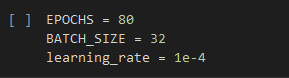 [ ] EPOCHS = 80
BATCH_SIZE = 32
learning_rate = 1e-4